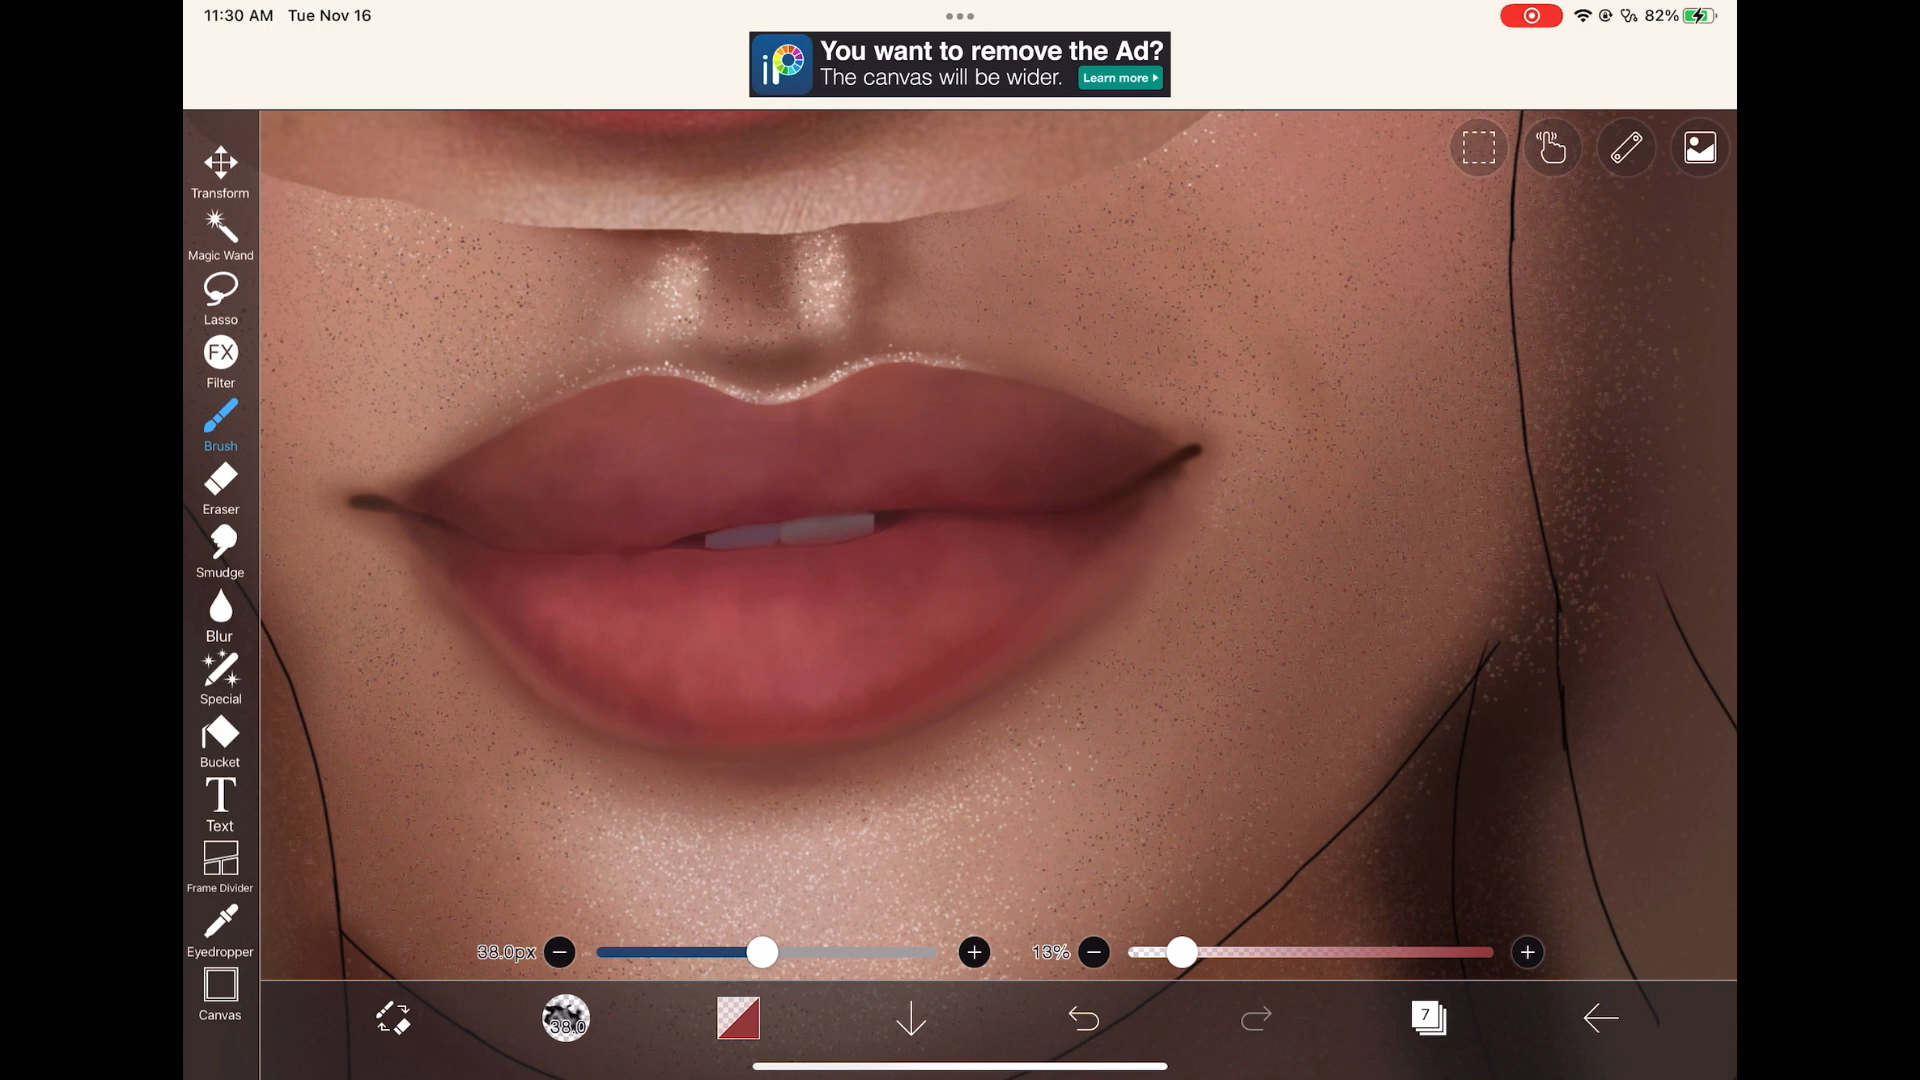 11:30 AM Tue Nov 16
82%
iP
You want to remove the Ad?
The canvas will be wider. Learn more
Transform
Magic Wand
Lasso
FX
Filter
Brush
Eraser
Smudge
Blur
Special
Bucket
T
Text
Frame Divider
Eyedropper
Canvas
38.0px
13%
38.0
7